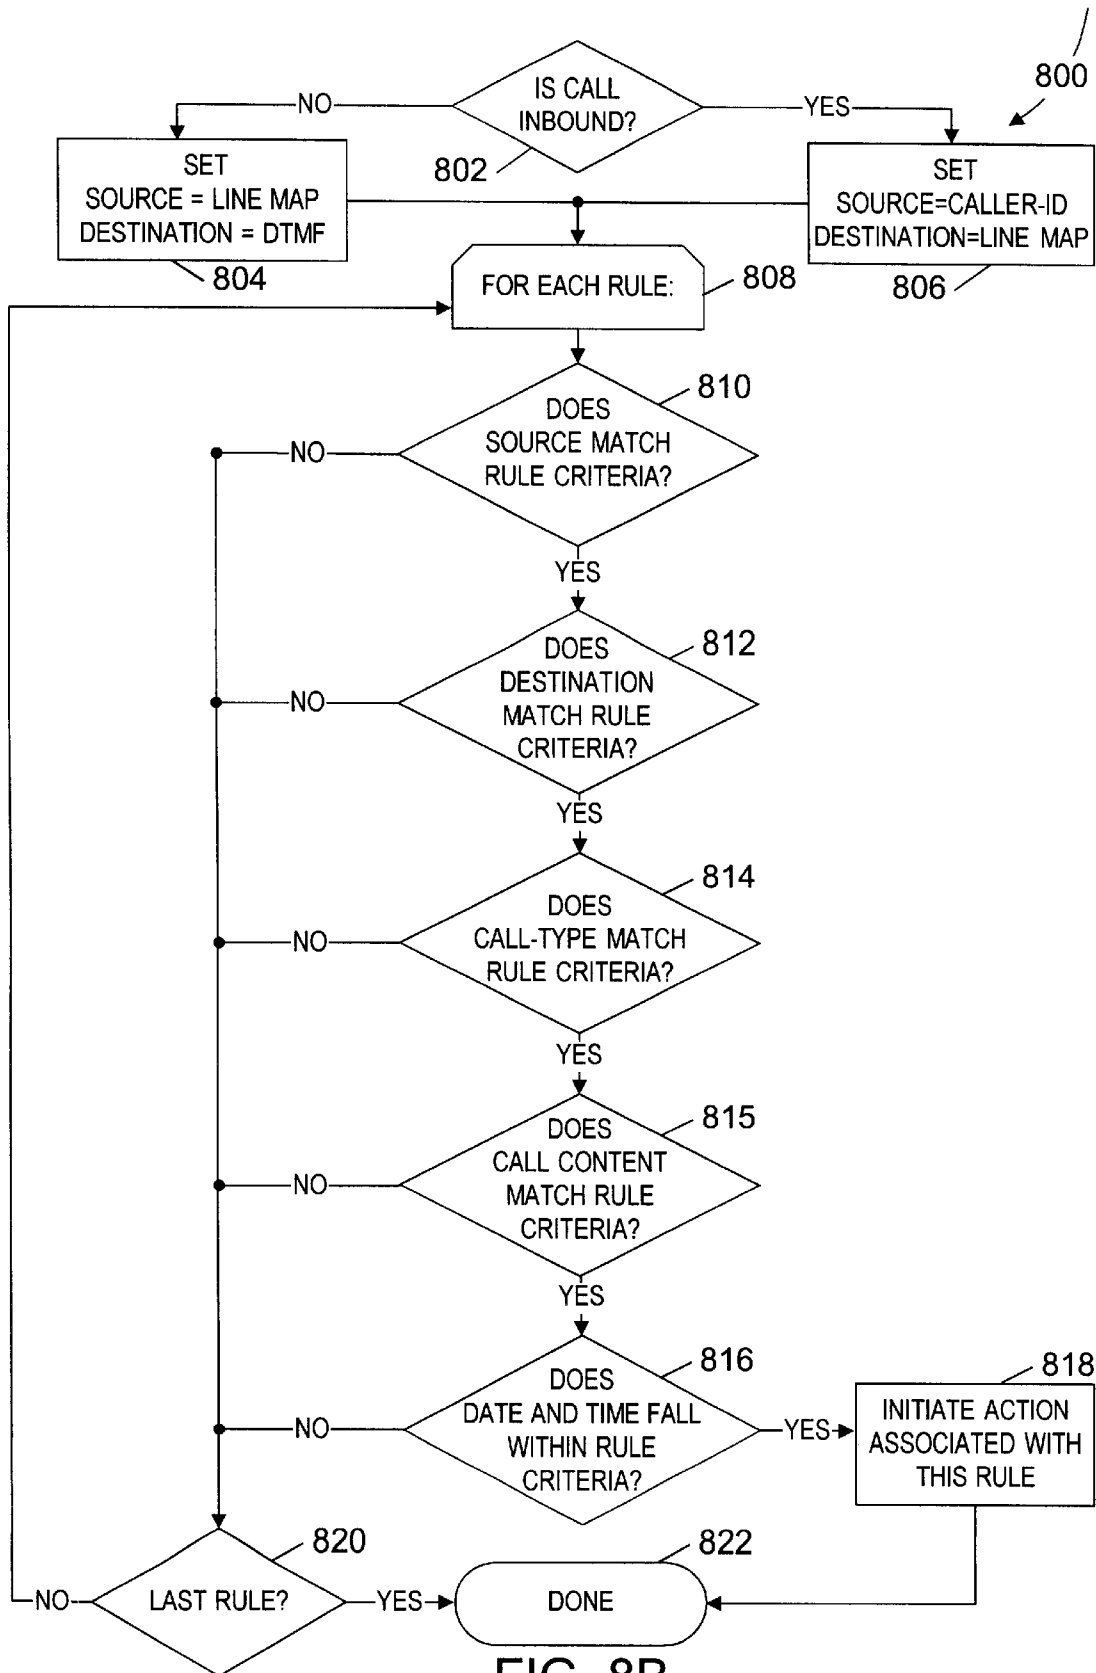 800
IS CALL
INBOUND?
NO
YES
802
SET
SOURCE = LINE MAP
DESTINATION = DTMF
804
SET
SOURCE=CALLER-ID
DESTINATION=LINE MAP
806
FOR EACH RULE:
808
810
DOES
SOURCE MATCH
RULE CRITERIA?
NO
YES
812
DOES
DESTINATION
MATCH RULE
CRITERIA?
NO
YES
814
DOES
CALL-TYPE MATCH
RULE CRITERIA?
NO
YES
815
DOES
CALL CONTENT
MATCH RULE
CRITERIA?
NO
YES
816
DOES
DATE AND TIME FALL
WITHIN RULE
CRITERIA?
NO
YES
818
INITIATE ACTION
ASSOCIATED WITH
THIS RULE
820
LAST RULE?
NO
YES
822
DONE
FIG. 8B